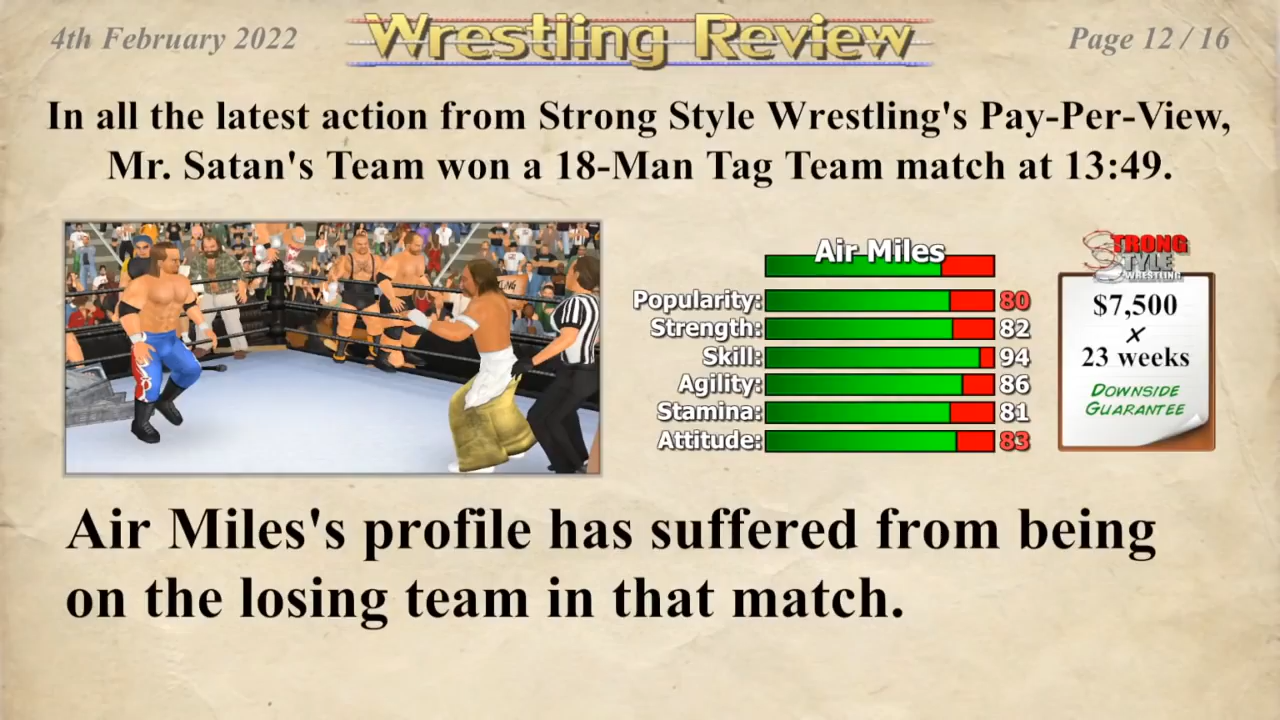 4th February 2022
Wrestling Review
Page 12 / 16
In all the latest action from Strong Style Wrestling's Pay-Per-View,
Mr. Satan's Team won a 18-Man Tag Team match at 13:49.
Air Miles
Popularity: 80
Strength: 82
Skill: 94
Agility: 86
Stamina: 81
Attitude: 83
STRONG
STYLE
WRESTLING
$7,500
x
23 weeks
DOWNSIDE
GUARANTEE
Air Miles's profile has suffered from being
on the losing team in that match.